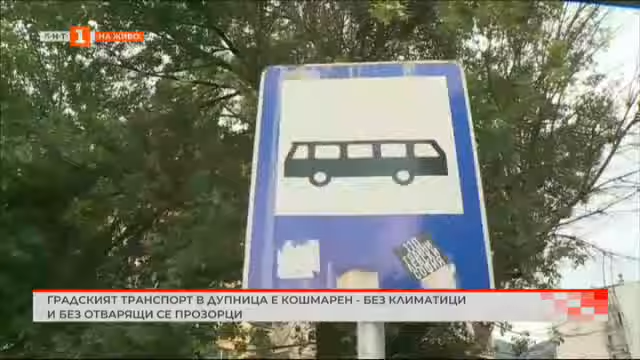 БНТ 1 НА ЖИВО
ГРАДСКИЯТ ТРАНСПОРТ В ДУПНИЦА Е КОШМАРЕН - БЕЗ КЛИМАТИЦИ
И БЕЗ ОТВАРЯЩИ СЕ ПРОЗОРЦИ